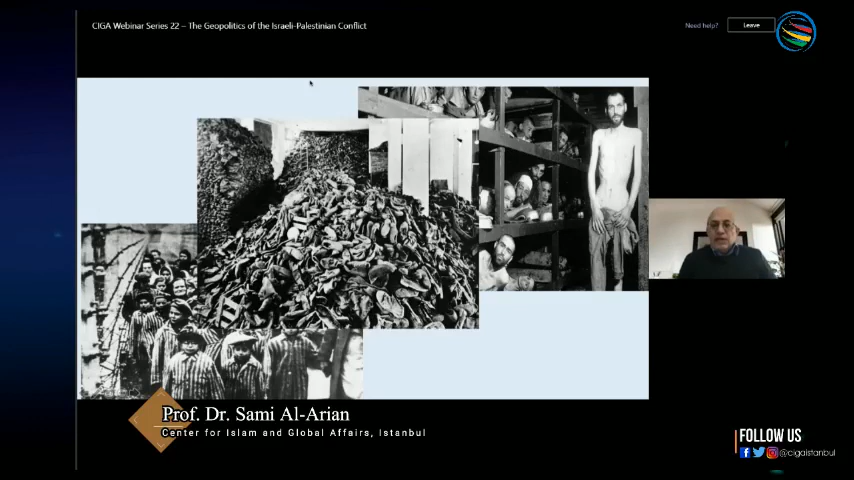 CIGA Webinar Series 22 – The Geopolitics of the Israeli-Palestinian Conflict
Need help?
Leave
Prof. Dr. Sami Al-Arian
Center for Islam and Global Affairs, Istanbul
FOLLOW US
@cigaistanbul